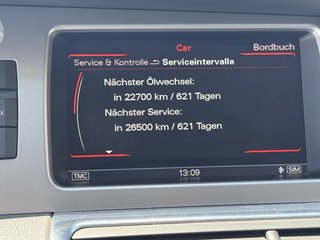 Car
Bordbuch
Service & Kontrolle Serviceintervalle
Nächster Ölwechsel:
in 22700 km / 621 Tagen
Nächster Service:
in 26500 km / 621 Tagen
TMC
13:09
SIM